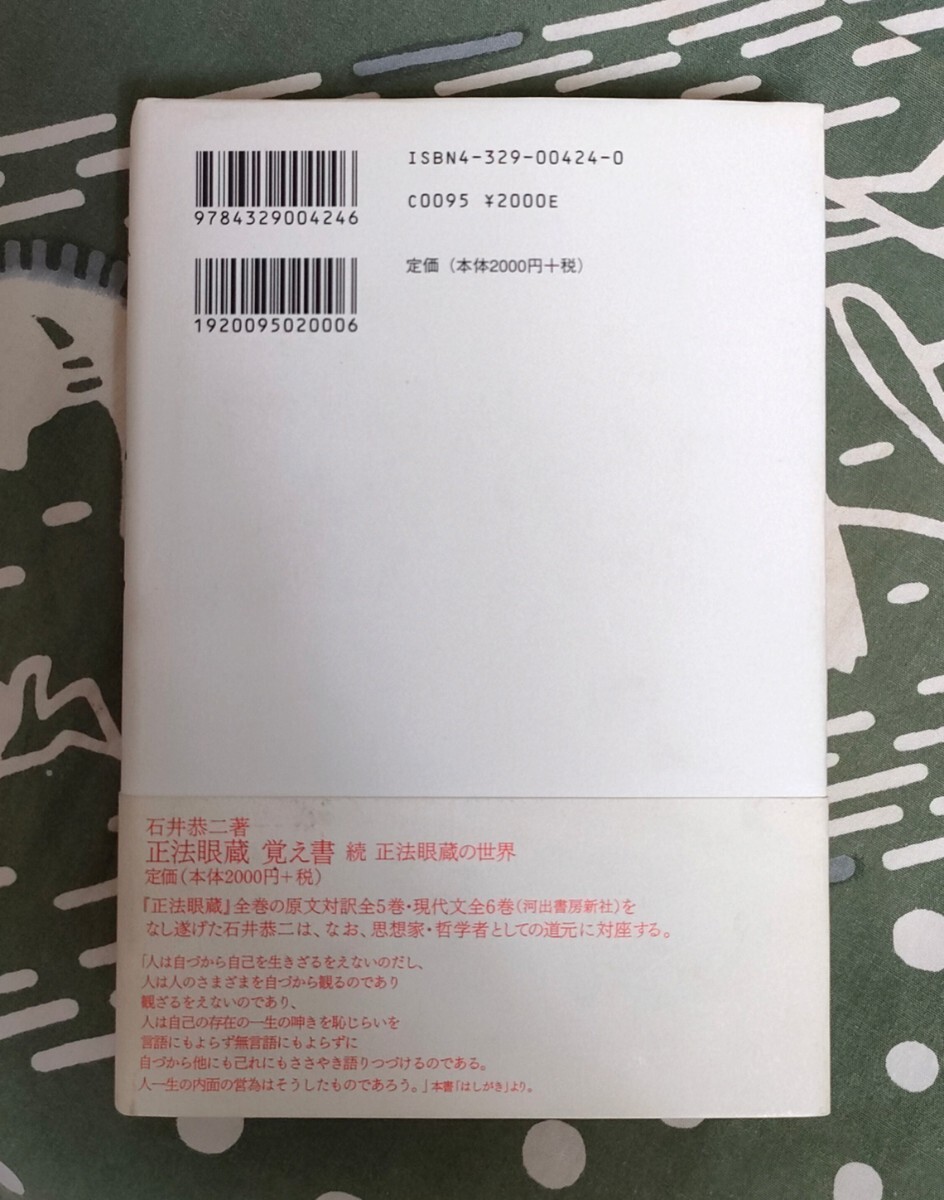 ISBN4-329-00424-0
9784329004246
C0095 ¥2000E
定価（本体2000円＋税）
1920095020006
石井恭二著
正法眼蔵 覚え書 続 正法眼蔵の世界
定価（本体2000円＋税）
『正法眼蔵』全巻の原文対訳全5巻・現代文全6巻（河出書房新社）を
なし遂げた石井恭二は、なお、思想家・哲学者としての道元に対座する。
「人は自づから自己を生きざるをえないのだし、
人は人のさまざまを自づから観るのであり
観ざるをえないのであり、
人は自己の存在の一生の呻きを恥じらいを
言語にもよらず無言語にもよらずに
自づから他にも己れにもささやき語りつづけるのである。
人一生の内面の営為はそうしたものであろう。」本書「はしがき」より。